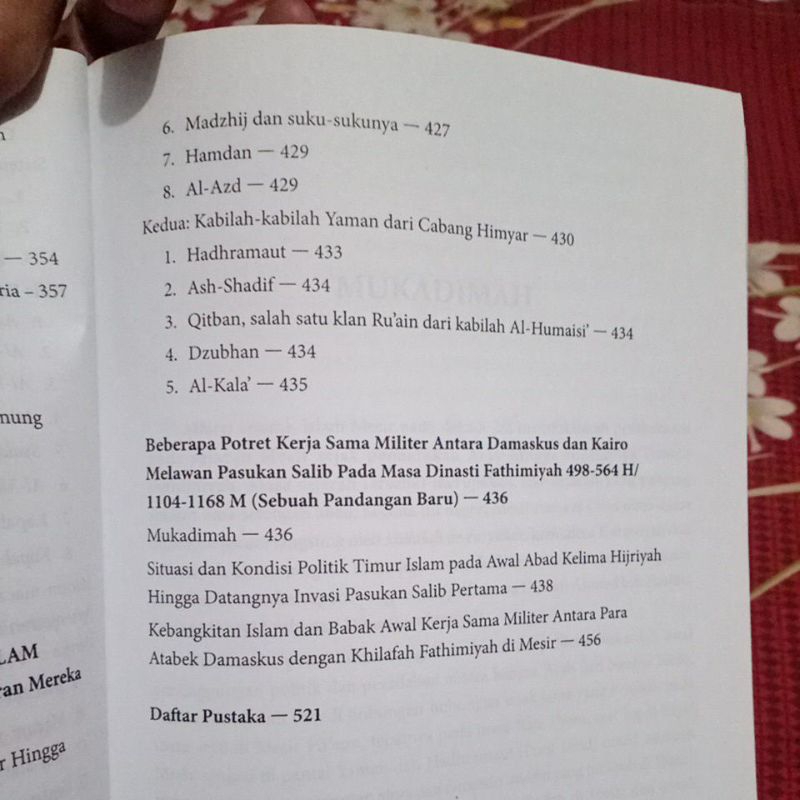 — 354
ria – 357
nung
LAM
ran Mereka
r Hingga
6. Madzhij dan suku-sukunya — 427
7. Hamdan — 429
8. Al-Azd — 429
Kedua: Kabilah-kabilah Yaman dari Cabang Himyar — 430
1. Hadhramaut — 433
2. Ash-Shadif — 434
3. Qitban, salah satu klan Ru'ain dari kabilah Al-Humaisi' — 434
4. Dzubhan — 434
5. Al-Kala' — 435
Beberapa Potret Kerja Sama Militer Antara Damaskus dan Kairo
Melawan Pasukan Salib Pada Masa Dinasti Fathimiyah 498-564 H/
1104-1168 M (Sebuah Pandangan Baru) — 436
Mukadimah — 436
Situasi dan Kondisi Politik Timur Islam pada Awal Abad Kelima Hijriyah
Hingga Datangnya Invasi Pasukan Salib Pertama — 438
Kebangkitan Islam dan Babak Awal Kerja Sama Militer Antara Para
Atabek Damaskus dengan Khilafah Fathimiyah di Mesir — 456
Daftar Pustaka — 521